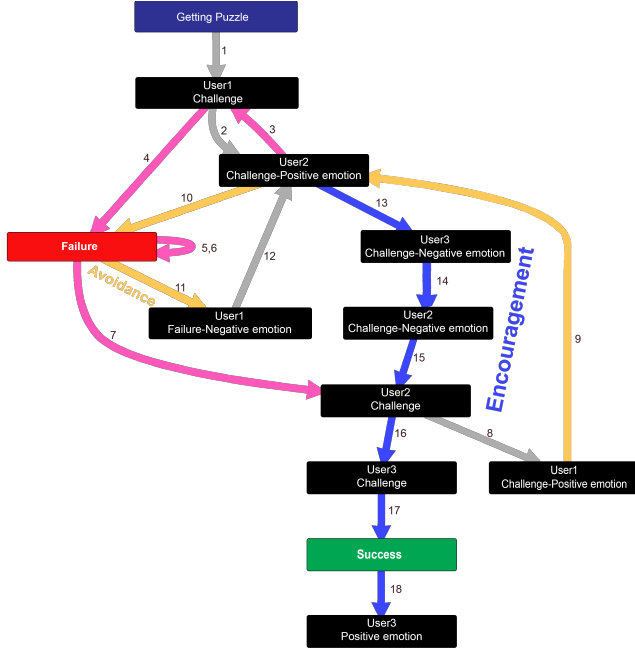 Getting Puzzle
1
User1
Challenge
2
3
4
User2
Challenge-Positive emotion
10
13
Failure
5,6
User3
Challenge-Negative emotion
12
Avoidance
11
14
Encouragement
User1
Failure-Negative emotion
User2
Challenge-Negative emotion
7
9
15
User2
Challenge
16
8
User3
Challenge
User1
Challenge-Positive emotion
17
Success
18
User3
Positive emotion